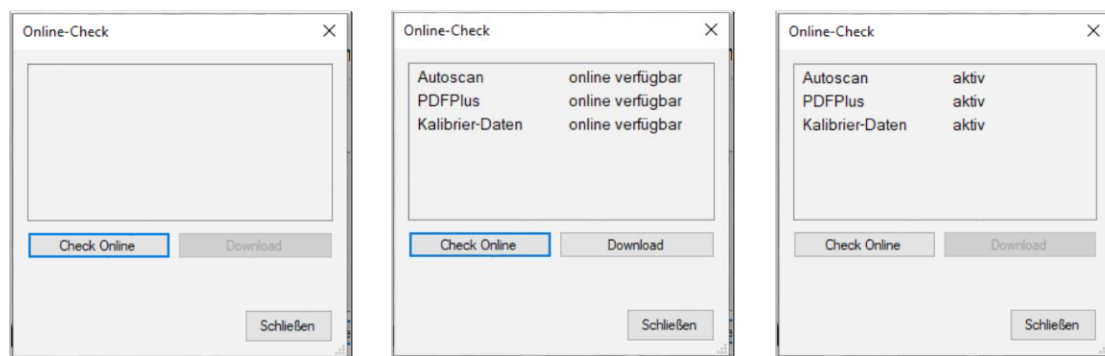 Online-Check
Check Online
Download
Schließen
Online-Check
Autoscan online verfügbar
PDFPlus online verfügbar
Kalibrier-Daten online verfügbar
Check Online
Download
Schließen
Online-Check
Autoscan aktiv
PDFPlus aktiv
Kalibrier-Daten aktiv
Check Online
Download
Schließen